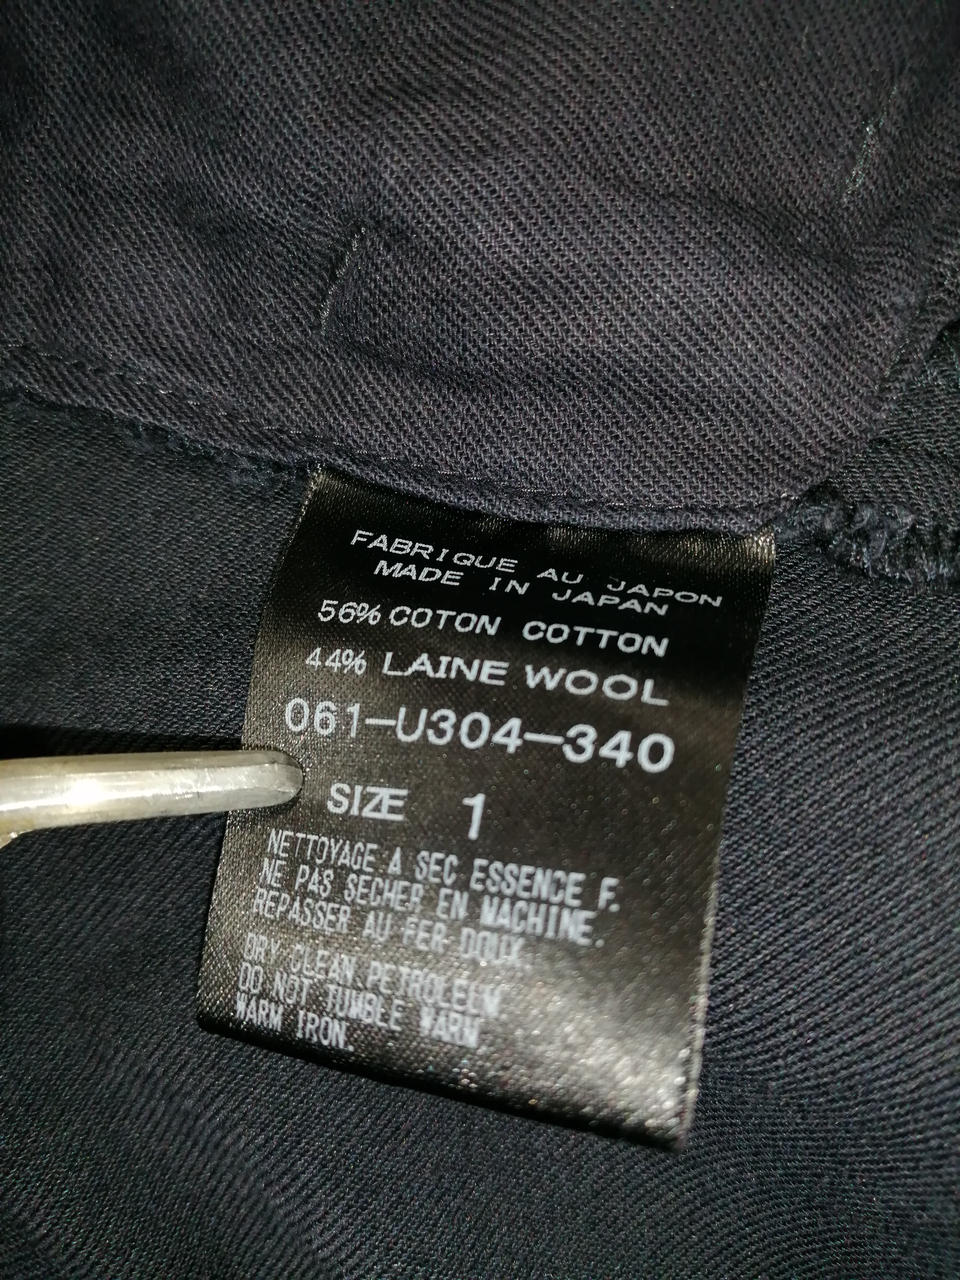 FABRIQUE AU JAPON
MADE IN JAPAN
56% COTON COTTON
44% LAINE WOOL
061-U304-340
SIZE 1
NETTOYAGE A SEC ESSENCE F.
NE PAS SECHER EN MACHINE.
REPASSER AU FER DOUX.
DRY CLEAN PETROLEEM
DO NOT TUMBLE WARM
WARM IRON.